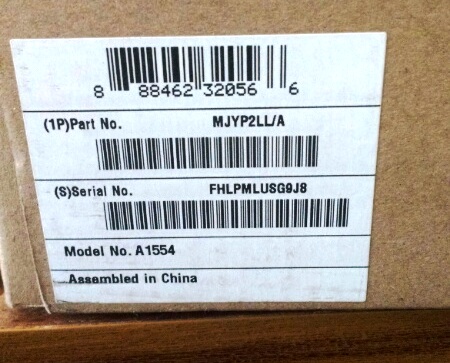 8 88462 32056 6
(1P)Part No. MJYP2LL/A
(S)Serial No. FHLPMLUSG9J8
Model No. A1554
Assembled in China